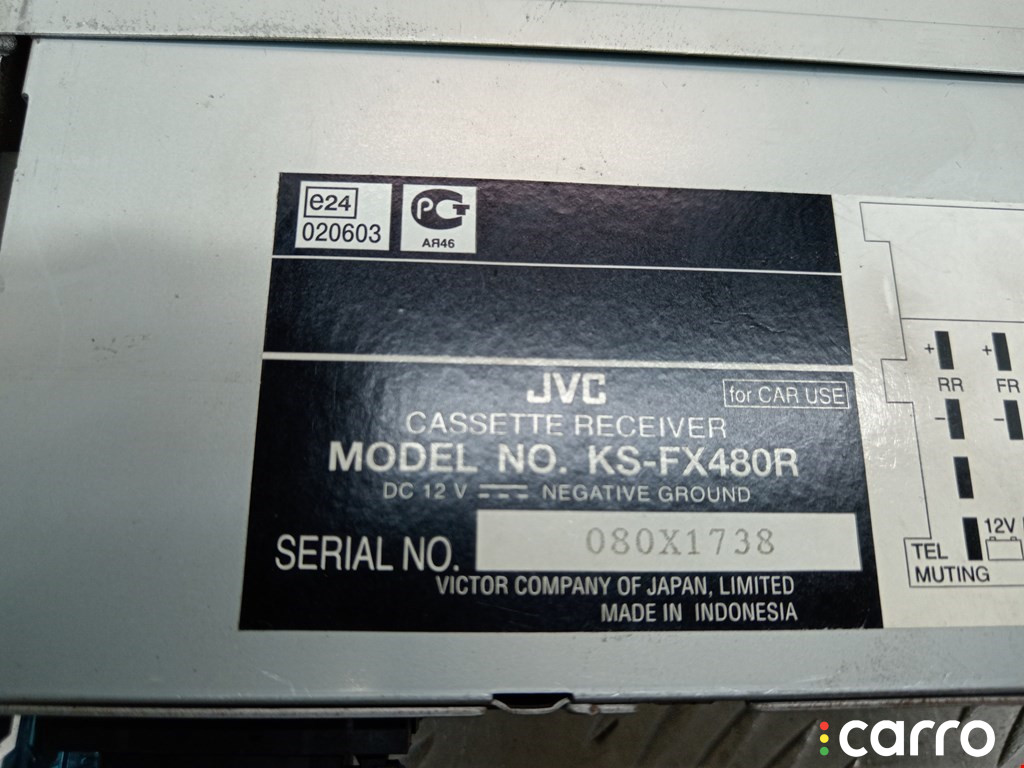 e24
020603
РСТ
АЯ46
JVC
for CAR USE
CASSETTE RECEIVER
MODEL NO. KS-FX480R
DC 12 V ⎓ NEGATIVE GROUND
SERIAL NO. 080X1738
VICTOR COMPANY OF JAPAN, LIMITED
MADE IN INDONESIA
+ +
RR FR
- -
12V
TEL
MUTING
carro